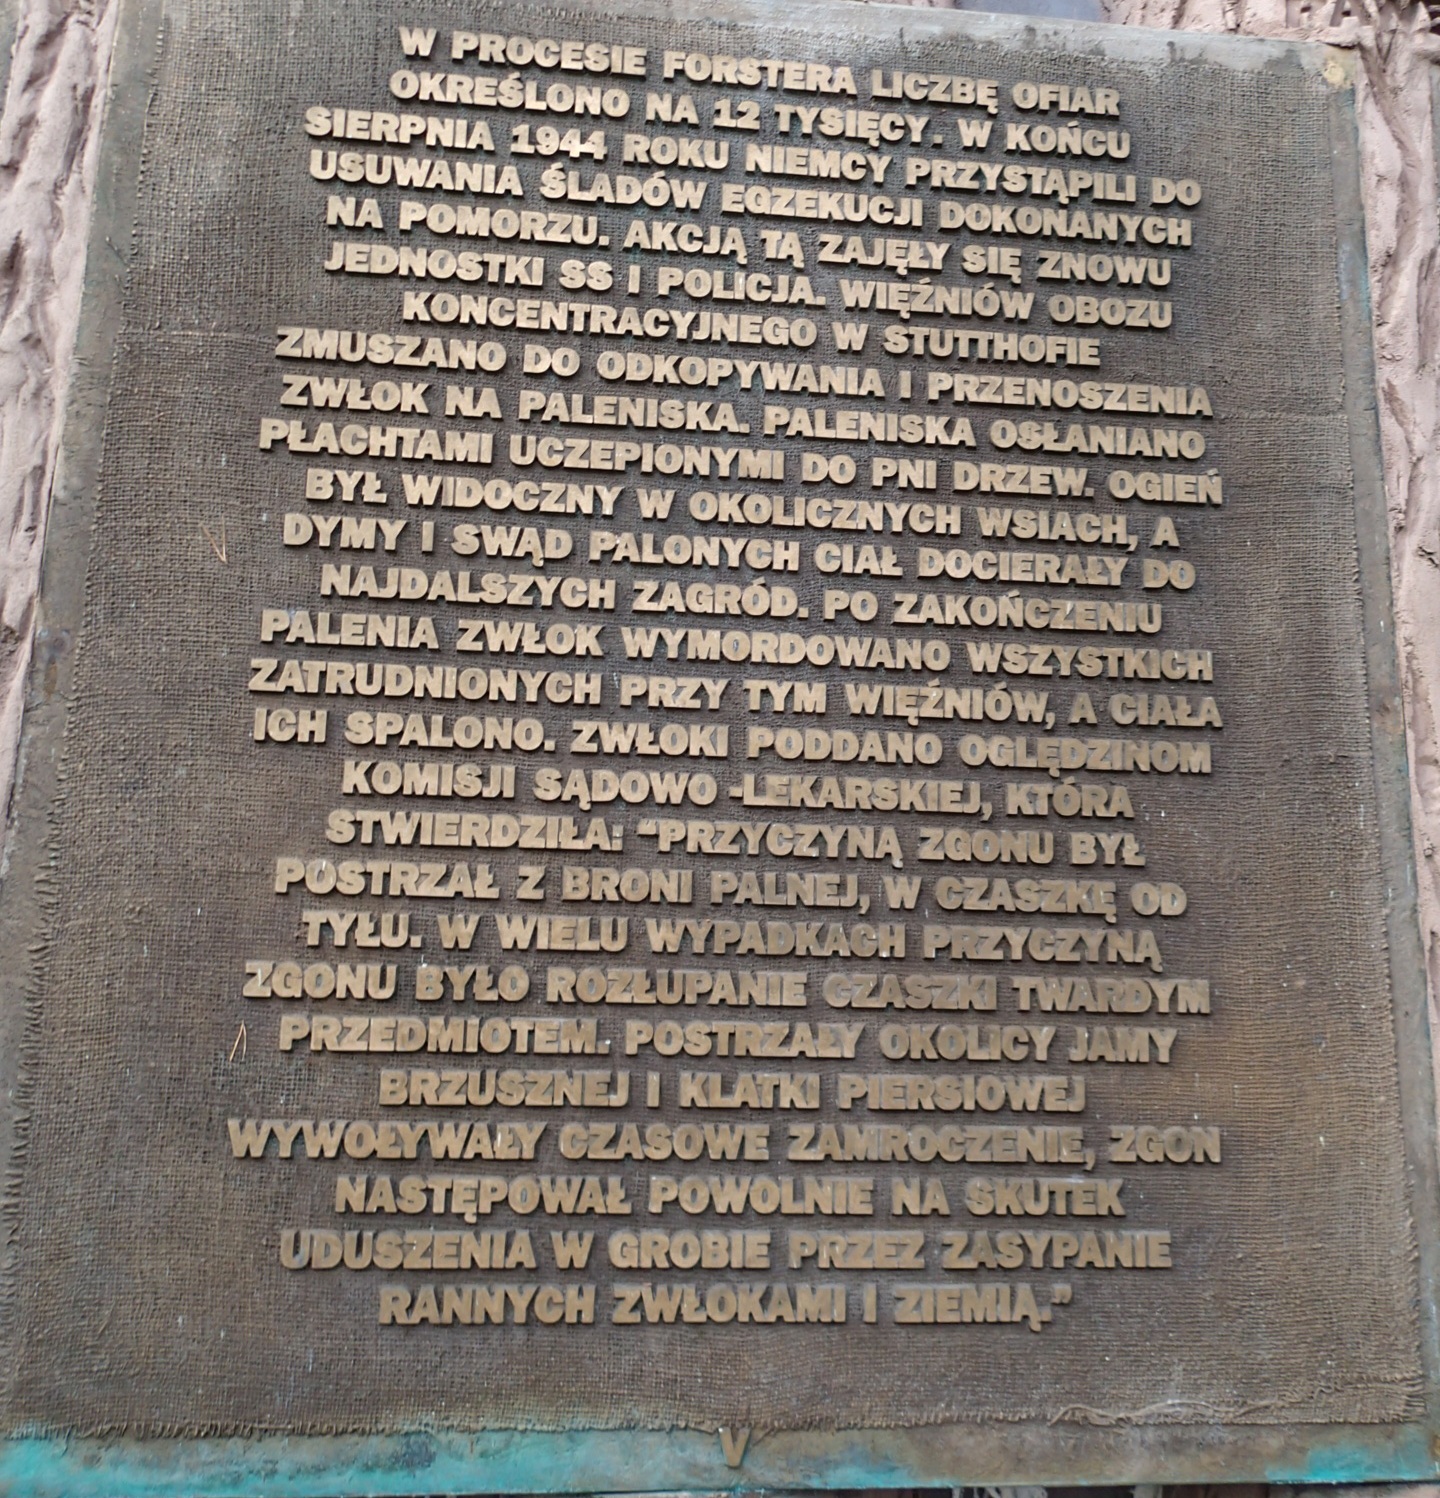 W PROCESIE FORSTERA LICZBĘ OFIAR
OKREŚLONO NA 12 TYSIĘCY. W KOŃCU
SIERPNIA 1944 ROKU NIEMCY PRZYSTĄPILI DO
USUWANIA ŚLADÓW EGZEKUCJI DOKONANYCH
NA POMORZU. AKCJĄ TĄ ZAJĘŁY SIĘ ZNOWU
JEDNOSTKI SS I POLICJA. WIĘŹNIÓW OBOZU
KONCENTRACYJNEGO W STUTTHOFIE
ZMUSZANO DO ODKOPYWANIA I PRZENOSZENIA
ZWŁOK NA PALENISKA. PALENISKA OSŁANIANO
PŁACHTAMI UCZEPIONYMI DO PNI DRZEW. OGIEŃ
BYŁ WIDOCZNY W OKOLICZNYCH WSIACH, A
DYMY I SWĄD PALONYCH CIAŁ DOCIERAŁY DO
NAJDALSZYCH ZAGRÓD. PO ZAKOŃCZENIU
PALENIA ZWŁOK WYMORDOWANO WSZYSTKICH
ZATRUDNIONYCH PRZY TYM WIĘŹNIÓW, A CIAŁA
ICH SPALONO. ZWŁOKI PODDANO OGLĘDZINOM
KOMISJI SĄDOWO -LEKARSKIEJ, KTÓRA
STWIERDZIŁA: “PRZYCZYNĄ ZGONU BYŁ
POSTRZAŁ Z BRONI PALNEJ, W CZASZKĘ OD
TYŁU. W WIELU WYPADKACH PRZYCZYNĄ
ZGONU BYŁO ROZŁUPANIE CZASZKI TWARDYM
PRZEDMIOTEM. POSTRZAŁY OKOLICY JAMY
BRZUSZNEJ I KLATKI PIERSIOWEJ
WYWOŁYWAŁY CZASOWE ZAMROCZENIE, ZGON
NASTĘPOWAŁ POWOLNIE NA SKUTEK
UDUSZENIA W GROBIE PRZEZ ZASYPANIE
RANNYCH ZWŁOKAMI I ZIEMIĄ.”
V